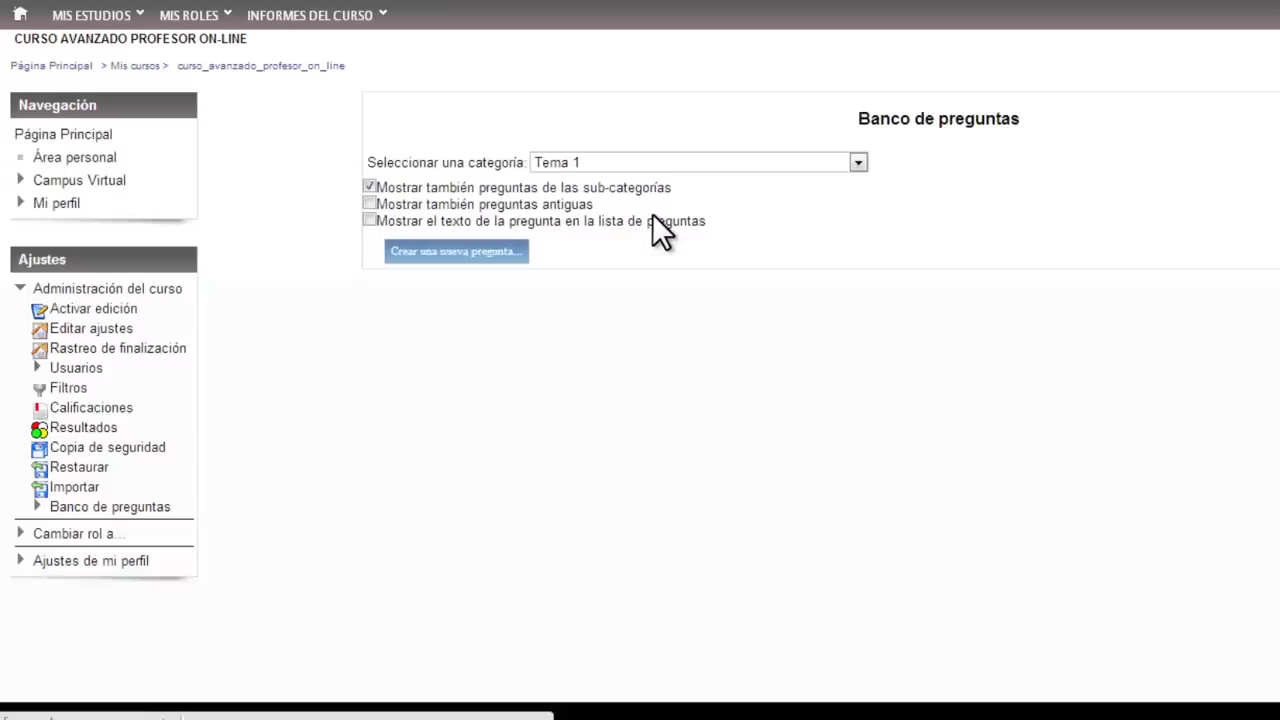 MIS ESTUDIOS MIS ROLES INFORMES DEL CURSO
CURSO AVANZADO PROFESOR ON-LINE
Página Principal > Mis cursos > curso_avanzado_profesor_on_line
Navegación
Página Principal
Área personal
Campus Virtual
Mi perfil
Ajustes
Administración del curso
Activar edición
Editar ajustes
Rastreo de finalización
Usuarios
Filtros
Calificaciones
Resultados
Copia de seguridad
Restaurar
Importar
Banco de preguntas
Cambiar rol a...
Ajustes de mi perfil
Banco de preguntas
Seleccionar una categoría: Tema 1
Mostrar también preguntas de las sub-categorías
Mostrar también preguntas antiguas
Mostrar el texto de la pregunta en la lista de preguntas
Crear una nueva pregunta...